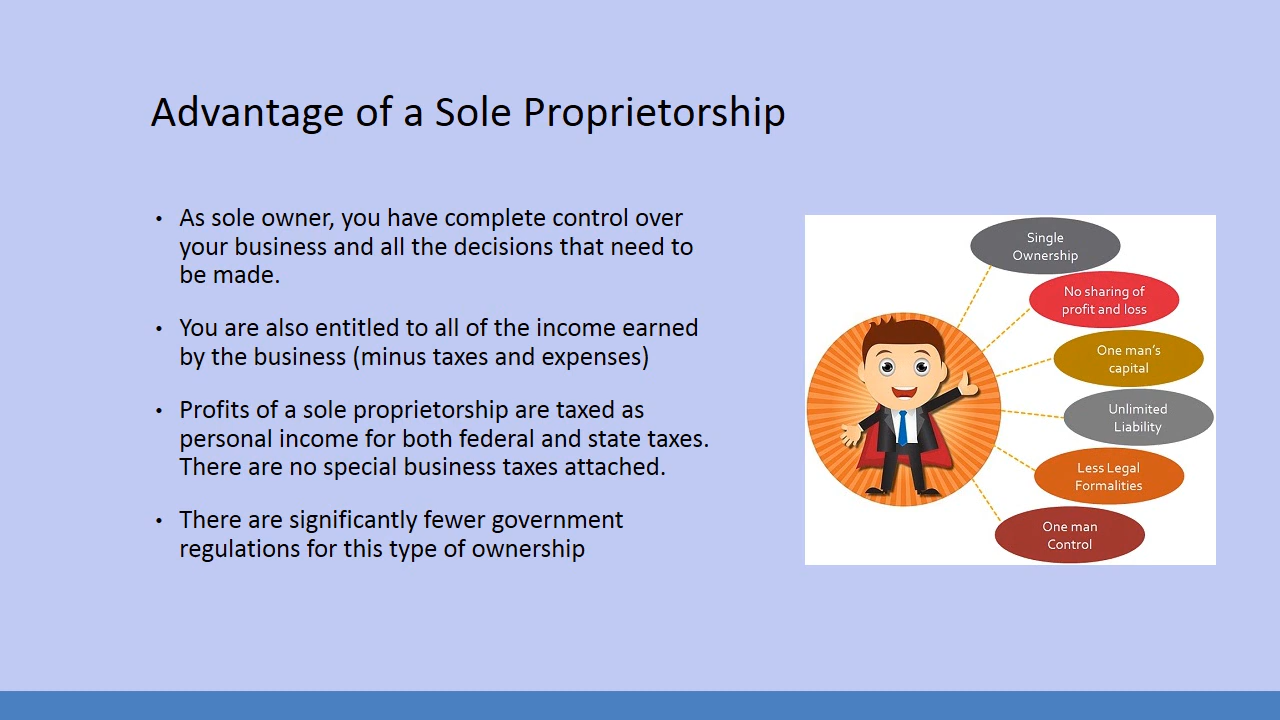 Advantage of a Sole Proprietorship
• As sole owner, you have complete control over
your business and all the decisions that need to
be made.
• You are also entitled to all of the income earned
by the business (minus taxes and expenses)
• Profits of a sole proprietorship are taxed as
personal income for both federal and state taxes.
There are no special business taxes attached.
• There are significantly fewer government
regulations for this type of ownership
Single
Ownership
No sharing of
profit and loss
One man's
capital
Unlimited
Liability
Less Legal
Formalities
One man
Control